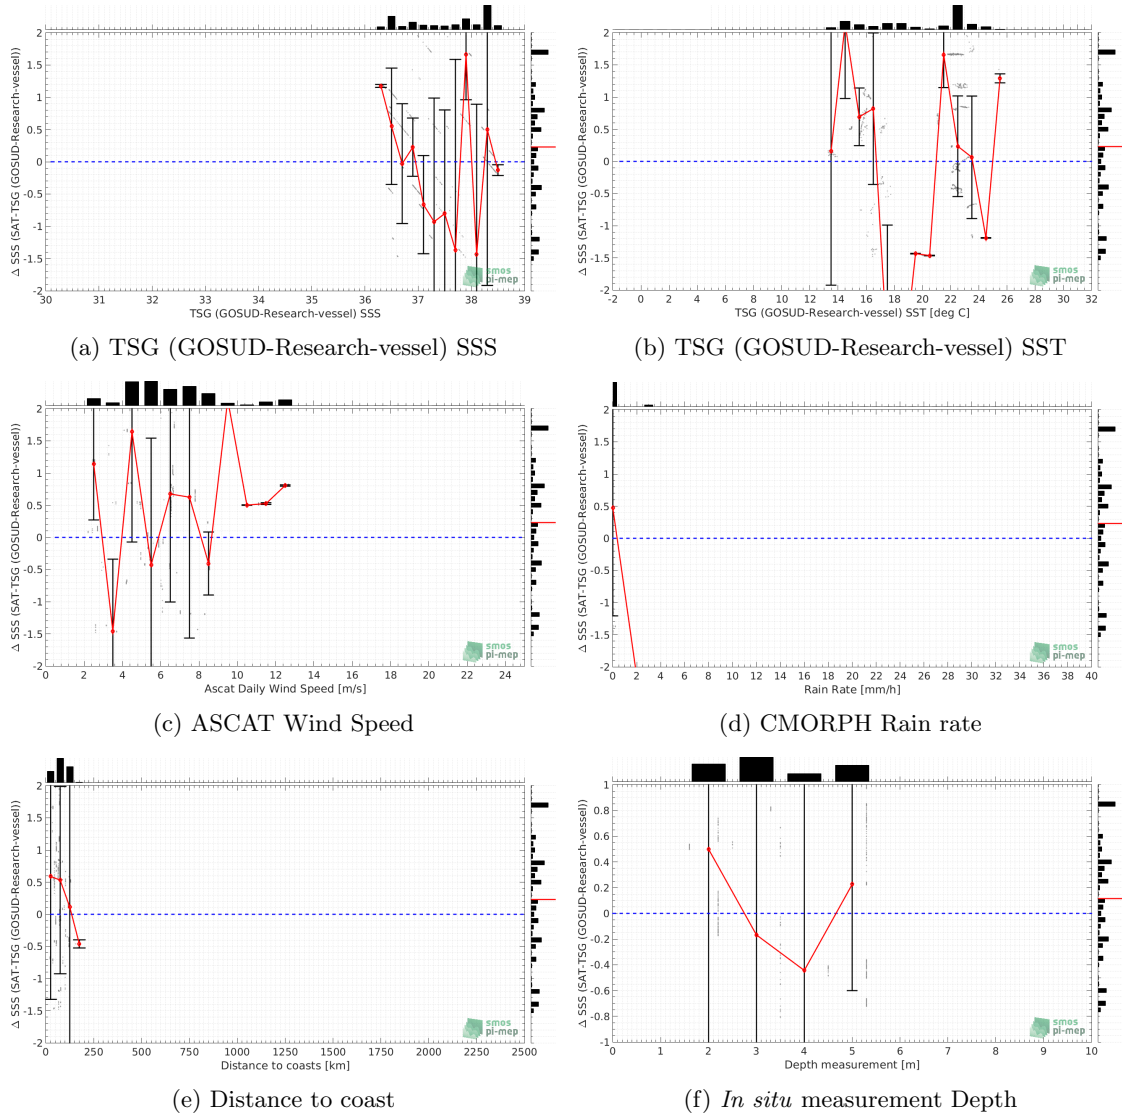 2
1.5
1
0.5
0
-0.5
-1
-1.5
-2
Δ SSS (SAT-TSG (GOSUD-Research-vessel))
30 31 32 33 34 35 36 37 38 39
TSG (GOSUD-Research-vessel) SSS
smos
pi-mep
(a) TSG (GOSUD-Research-vessel) SSS
2
1.5
1
0.5
0
-0.5
-1
-1.5
-2
Δ SSS (SAT-TSG (GOSUD-Research-vessel))
-2 0 2 4 6 8 10 12 14 16 18 20 22 24 26 28 30 32
TSG (GOSUD-Research-vessel) SST [deg C]
smos
pi-mep
(b) TSG (GOSUD-Research-vessel) SST
2
1.5
1
0.5
0
-0.5
-1
-1.5
-2
Δ SSS (SAT-TSG (GOSUD-Research-vessel))
0 2 4 6 8 10 12 14 16 18 20 22 24
Ascat Daily Wind Speed [m/s]
smos
pi-mep
(c) ASCAT Wind Speed
2
1.5
1
0.5
0
-0.5
-1
-1.5
-2
Δ SSS (SAT-TSG (GOSUD-Research-vessel))
0 2 4 6 8 10 12 14 16 18 20 22 24 26 28 30 32 34 36 38 40
Rain Rate [mm/h]
smos
pi-mep
(d) CMORPH Rain rate
2
1.5
1
0.5
0
-0.5
-1
-1.5
-2
Δ SSS (SAT-TSG (GOSUD-Research-vessel))
0 250 500 750 1000 1250 1500 1750 2000 2250 2500
Distance to coasts [km]
smos
pi-mep
(e) Distance to coast
1
0.8
0.6
0.4
0.2
0
-0.2
-0.4
-0.6
-0.8
-1
Δ SSS (SAT-TSG (GOSUD-Research-vessel))
0 1 2 3 4 5 6 7 8 9 10
Depth measurement [m]
smos
pi-mep
(f) In situ measurement Depth